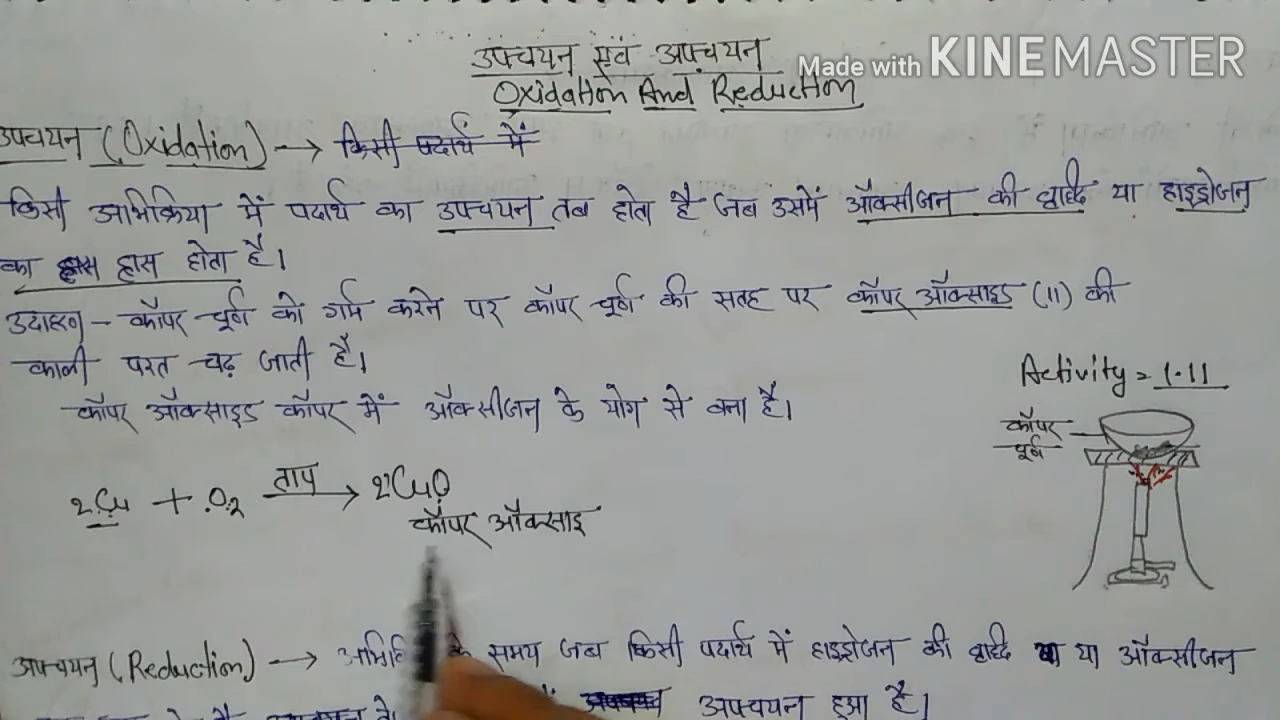 उपचयन एवं अपचयन
Made with KINEMASTER
Oxidation And Reduction
उपचयन (Oxidation) → किसी पदार्थ में
किसी अभिक्रिया में पदार्थ का उपचयन तब होता है जब उसमें ऑक्सीजन की वृद्धि या हाइड्रोजन
का ह्रास होता है।
उदाहरण - कॉपर चूर्ण को गर्म करने पर कॉपर चूर्ण की सतह पर कॉपर ऑक्साइड (II) की
काली परत चढ़ जाती है।
Activity = 1.11
कॉपर ऑक्साइड कॉपर में ऑक्सीजन के योग से बना है।
कॉपर
चूर्ण
2Cu + O2 ताप → 2CuO
कॉपर ऑक्साइ
अपचयन (Reduction) → समय जब किसी पदार्थ में हाइड्रोजन की वृद्धि या ऑक्सीजन
अपचयन हुआ है।